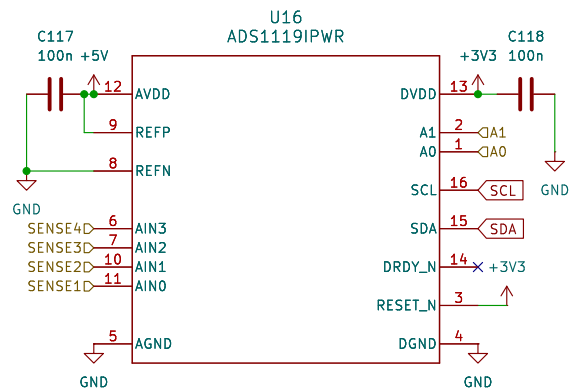 U16
ADS1119IPWR
C117
100n
+5V
C118
100n
+3V3
12
AVDD
DVDD
13
9
REFP
A1
2
A1
A0
1
A0
8
REFN
SCL
16
SCL
GND
GND
SENSE4
6
AIN3
SDA
15
SDA
SENSE3
7
AIN2
SENSE2
10
AIN1
DRDY_N
14
+3V3
SENSE1
11
AIN0
RESET_N
3
5
AGND
DGND
4
GND
GND